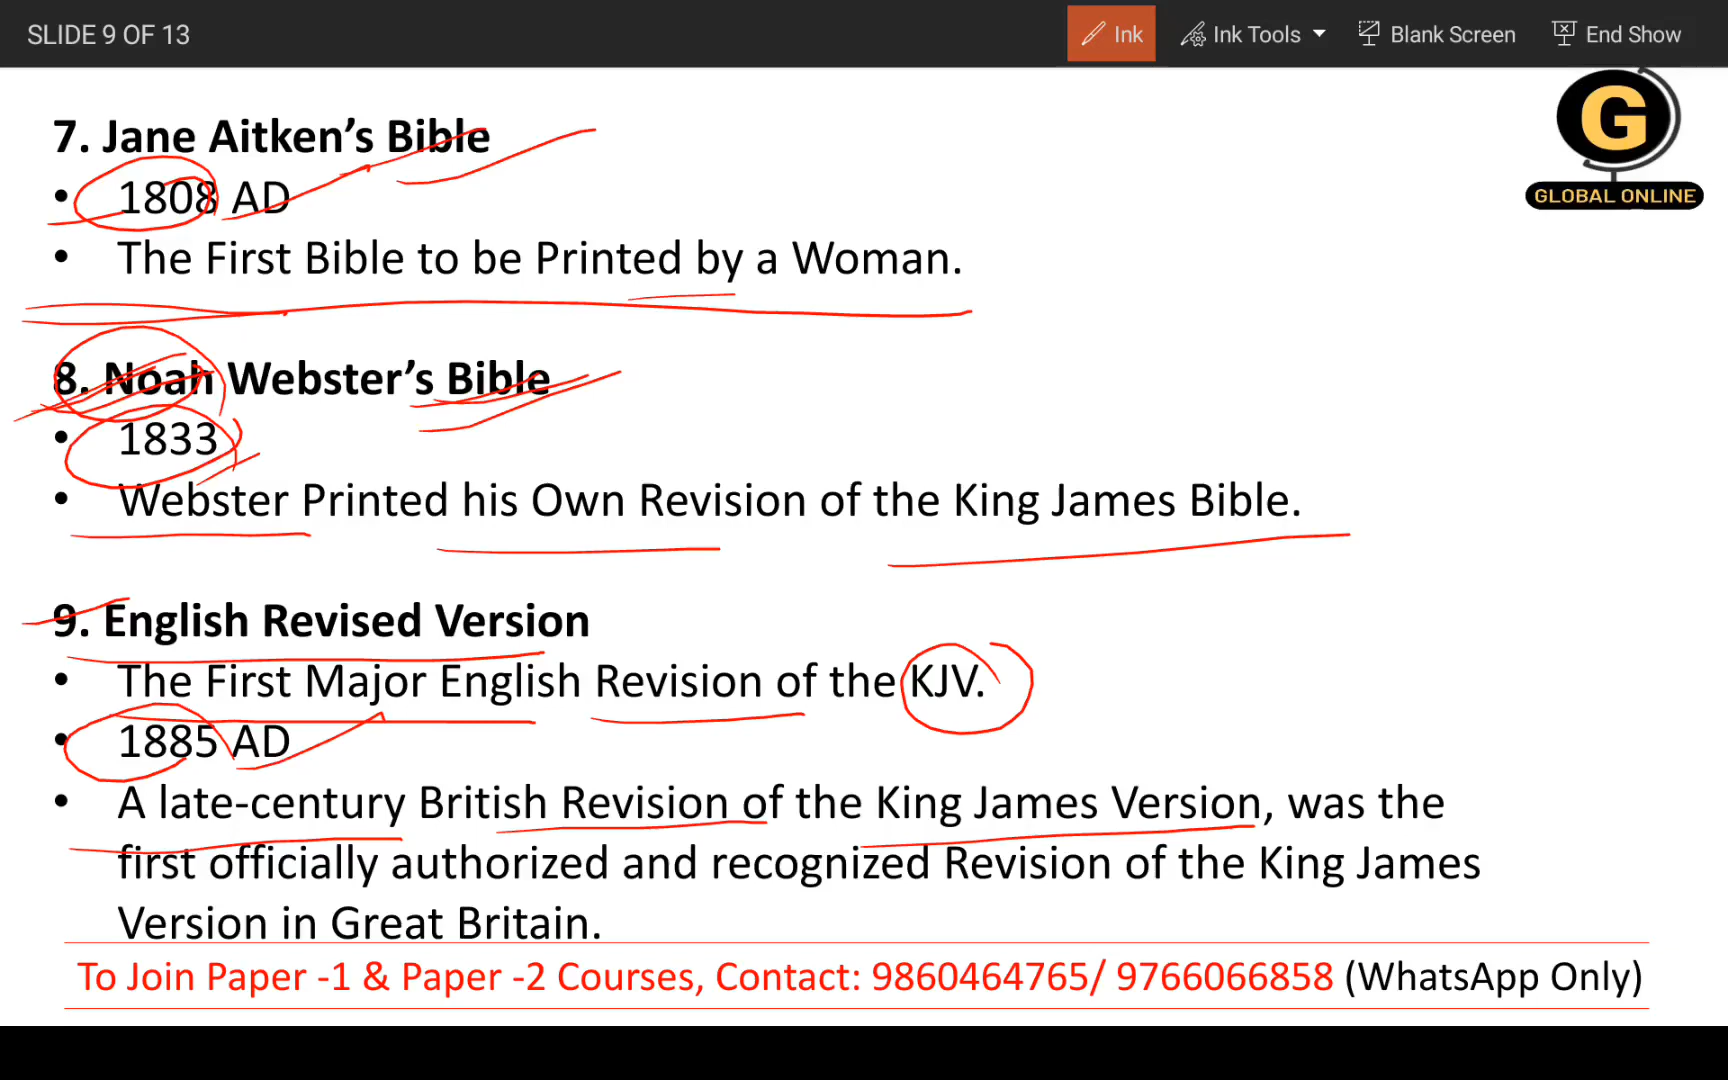 SLIDE 9 OF 13
Ink
Ink Tools
Blank Screen
End Show
G
GLOBAL ONLINE
7. Jane Aitken’s Bible
• 1808 AD
• The First Bible to be Printed by a Woman.
8. Noah Webster’s Bible
• 1833
• Webster Printed his Own Revision of the King James Bible.
9. English Revised Version
• The First Major English Revision of the KJV.
• 1885 AD
• A late-century British Revision of the King James Version, was the
first officially authorized and recognized Revision of the King James
Version in Great Britain.
To Join Paper -1 & Paper -2 Courses, Contact: 9860464765/ 9766066858 (WhatsApp Only)